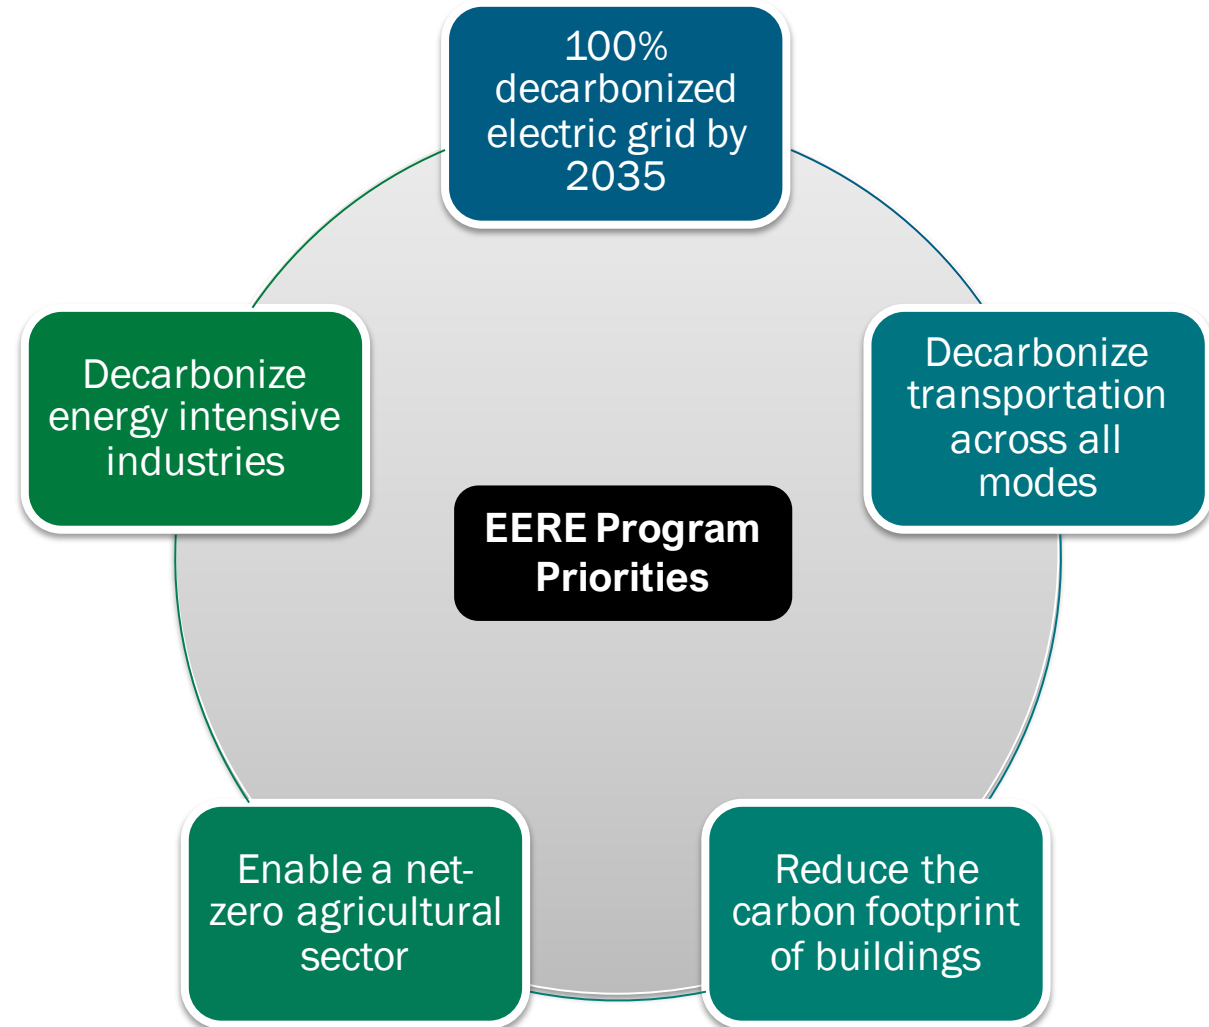 100%
decarbonized
electric grid by
2035
Decarbonize
transportation
across all
modes
Reduce the
carbon footprint
of buildings
Enable a net-
zero agricultural
sector
Decarbonize
energy intensive
industries
EERE Program
Priorities